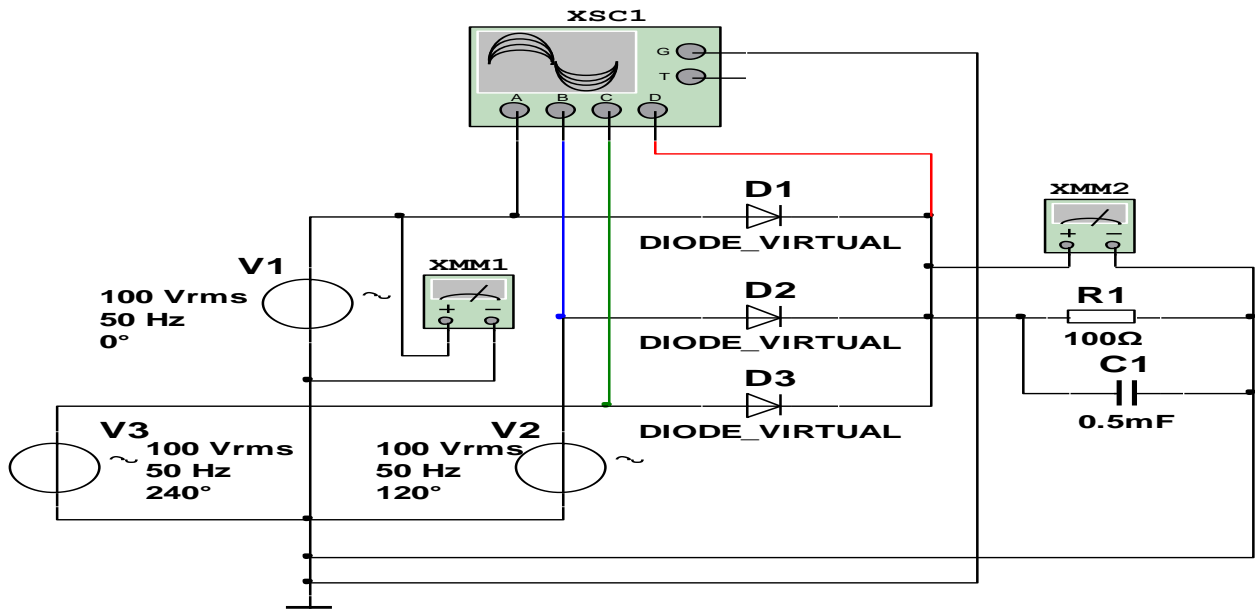 XSC1
G
T
A B C D
D1
DIODE_VIRTUAL
XMM2
+ −
V1
100 Vrms
50 Hz
0°
XMM1
+ −
D2
DIODE_VIRTUAL
R1
100Ω
C1
0.5mF
D3
DIODE_VIRTUAL
V3
100 Vrms
50 Hz
240°
V2
100 Vrms
50 Hz
120°